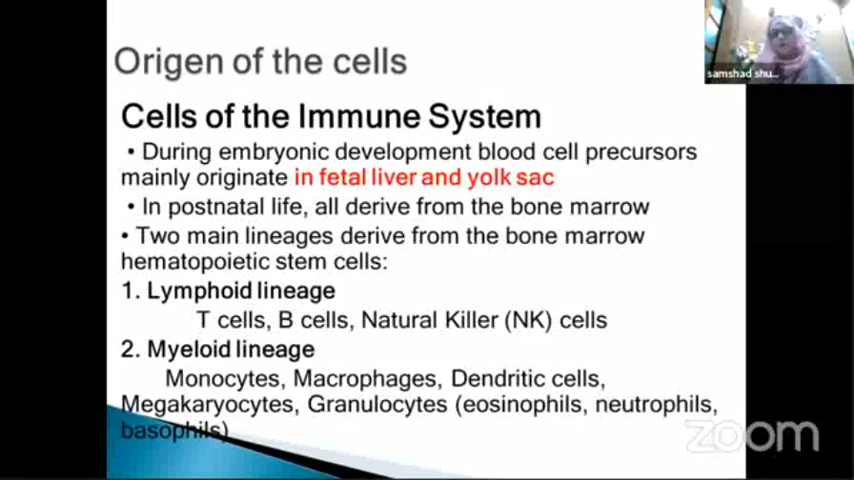 Origen of the cells
samshad shu...
Cells of the Immune System
• During embryonic development blood cell precursors
mainly originate in fetal liver and yolk sac
• In postnatal life, all derive from the bone marrow
• Two main lineages derive from the bone marrow
hematopoietic stem cells:
1. Lymphoid lineage
T cells, B cells, Natural Killer (NK) cells
2. Myeloid lineage
Monocytes, Macrophages, Dendritic cells,
Megakaryocytes, Granulocytes (eosinophils, neutrophils,
basophils)
zoom